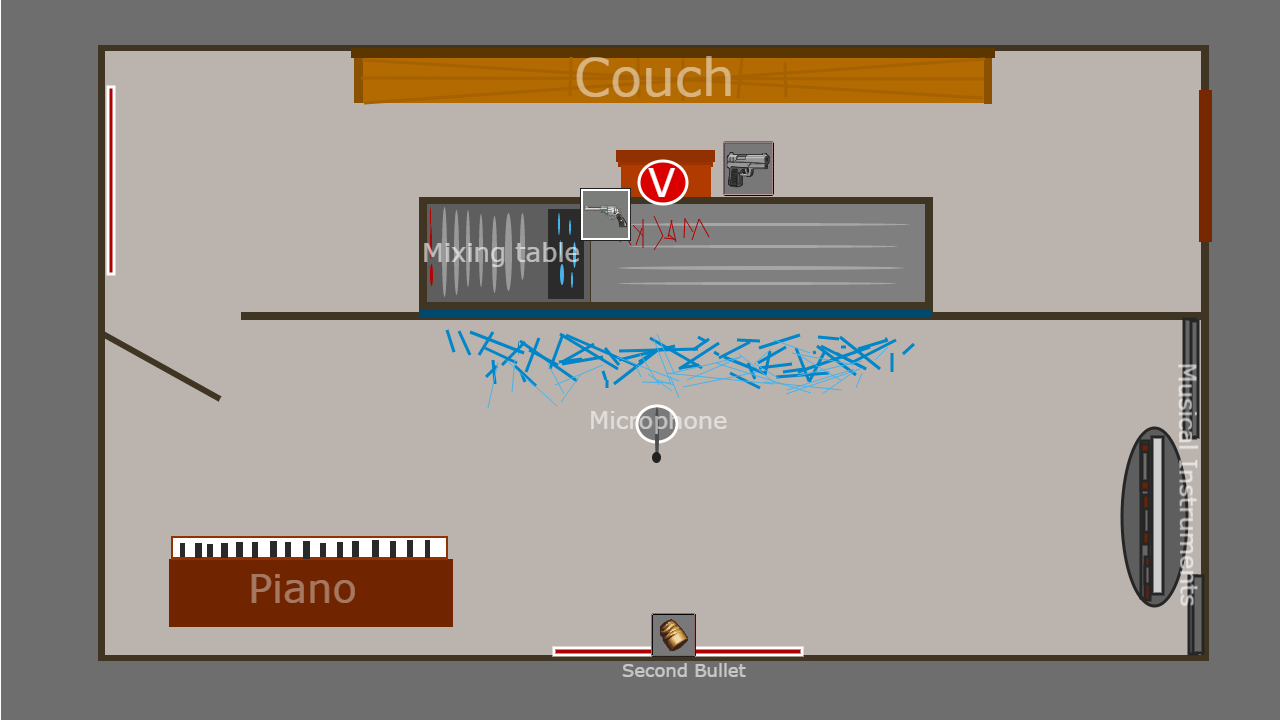 Couch
V
Mixing table
Microphone
Musical Instruments
Piano
Second Bullet